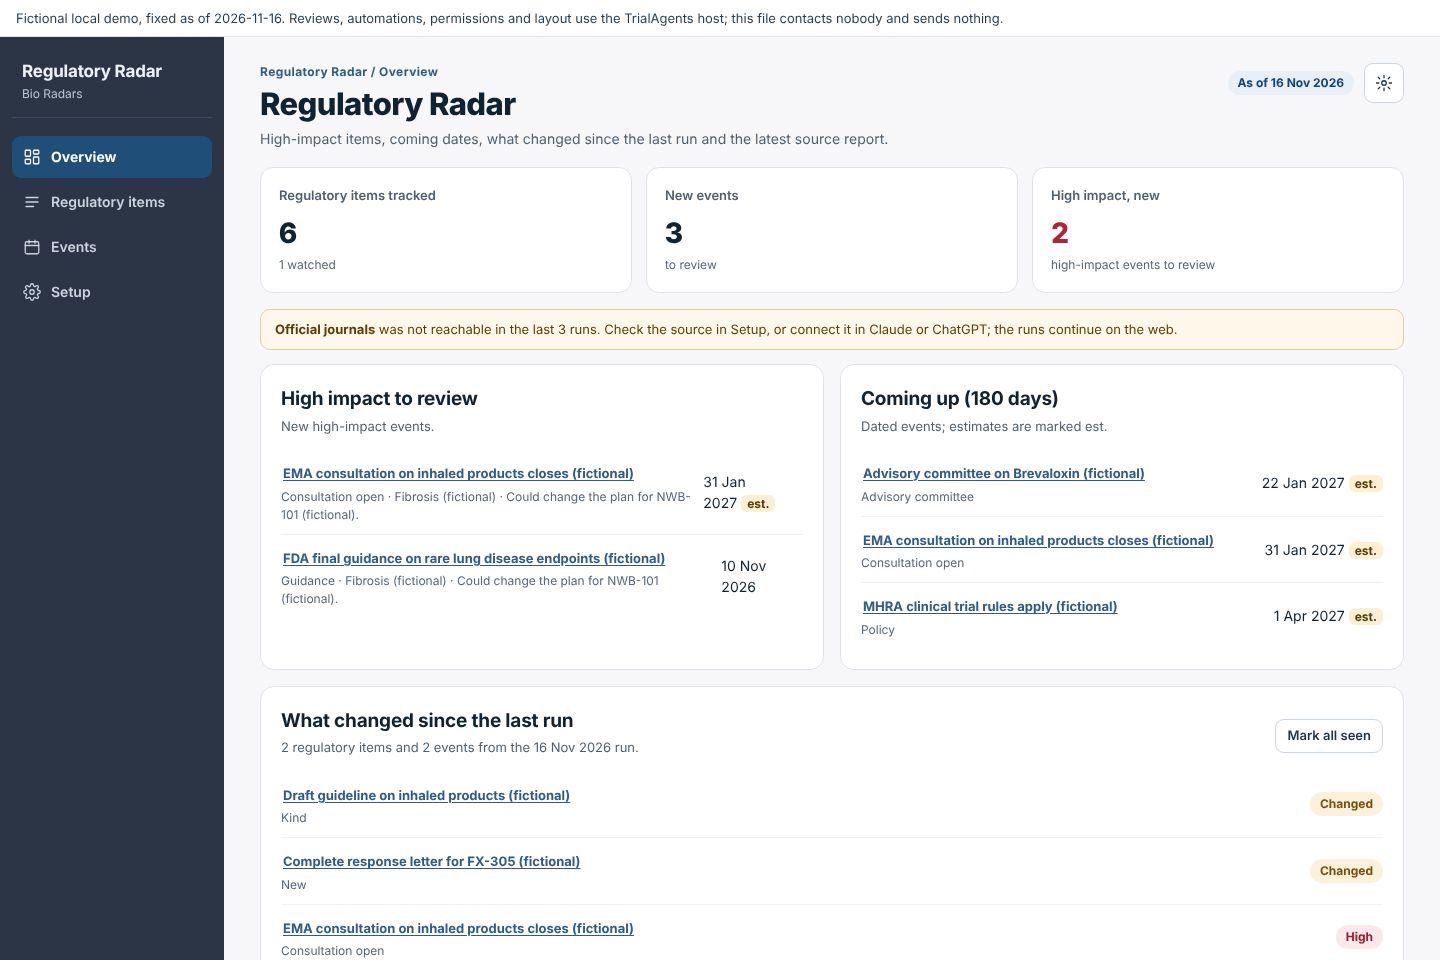 Fictional local demo, fixed as of 2026-11-16. Reviews, automations, permissions and layout use the TrialAgents host; this file contacts nobody and sends nothing.
Regulatory Radar
Bio Radars
Overview
Regulatory items
Events
Setup
Regulatory Radar / Overview
Regulatory Radar
High-impact items, coming dates, what changed since the last run and the latest source report.
As of 16 Nov 2026
Regulatory items tracked
6
1 watched
New events
3
to review
High impact, new
2
high-impact events to review
Official journals was not reachable in the last 3 runs. Check the source in Setup, or connect it in Claude or ChatGPT; the runs continue on the web.
High impact to review
New high-impact events.
EMA consultation on inhaled products closes (fictional)
Consultation open · Fibrosis (fictional) · Could change the plan for NWB-
101 (fictional).
31 Jan
2027 est.
FDA final guidance on rare lung disease endpoints (fictional)
Guidance · Fibrosis (fictional) · Could change the plan for NWB-101
(fictional).
10 Nov
2026
Coming up (180 days)
Dated events; estimates are marked est.
Advisory committee on Brevaloxin (fictional)
Advisory committee
22 Jan 2027 est.
EMA consultation on inhaled products closes (fictional)
Consultation open
31 Jan 2027 est.
MHRA clinical trial rules apply (fictional)
Policy
1 Apr 2027 est.
What changed since the last run
2 regulatory items and 2 events from the 16 Nov 2026 run.
Mark all seen
Draft guideline on inhaled products (fictional)
Kind
Changed
Complete response letter for FX-305 (fictional)
New
Changed
EMA consultation on inhaled products closes (fictional)
Consultation open
High